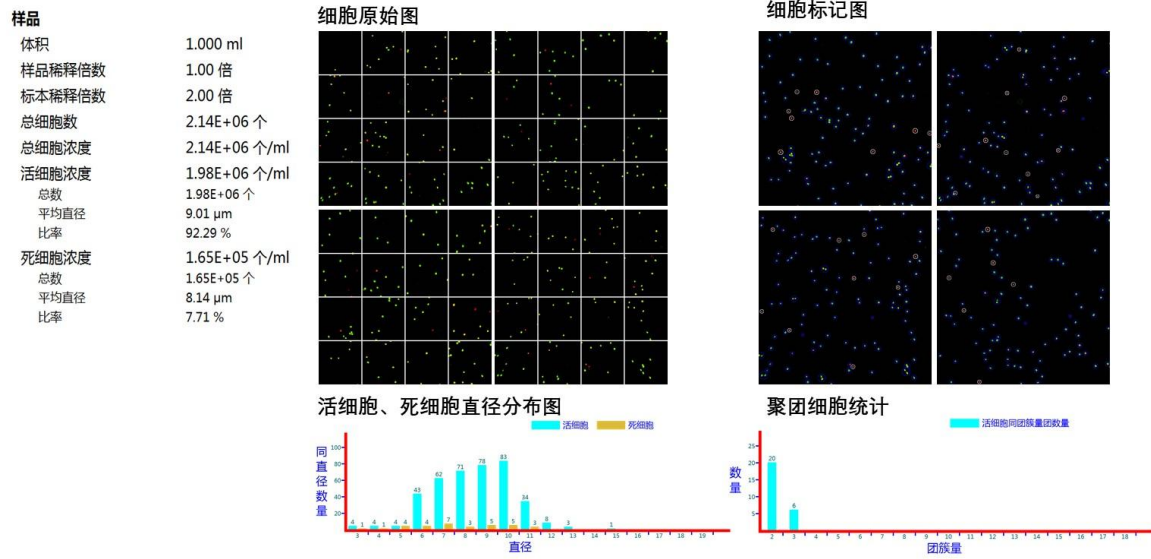 样品
体积 1.000 ml
样品稀释倍数 1.00 倍
标本稀释倍数 2.00 倍
总细胞数 2.14E+06 个
总细胞浓度 2.14E+06 个/ml
活细胞浓度 1.98E+06 个/ml
总数 1.98E+06 个
平均直径 9.01 μm
比率 92.29 %
死细胞浓度 1.65E+05 个/ml
总数 1.65E+05 个
平均直径 8.14 μm
比率 7.71 %
细胞原始图
细胞标记图
活细胞、死细胞直径分布图
活细胞 死细胞
同直径数量
100
80
60
40
20
4 1 4 1 4 4 43 4 62 7 71 3 78 5 83 5 34 3 8 3 1
3 4 5 6 7 8 9 10 11 12 13 14 15 16 17 18 19
直径
聚团细胞统计
活细胞同团簇量团数量
数量
25
20
15
10
5
20 6
2 3 4 5 6 7 8 9 10 11 12 13 14 15 16 17 18
团簇量